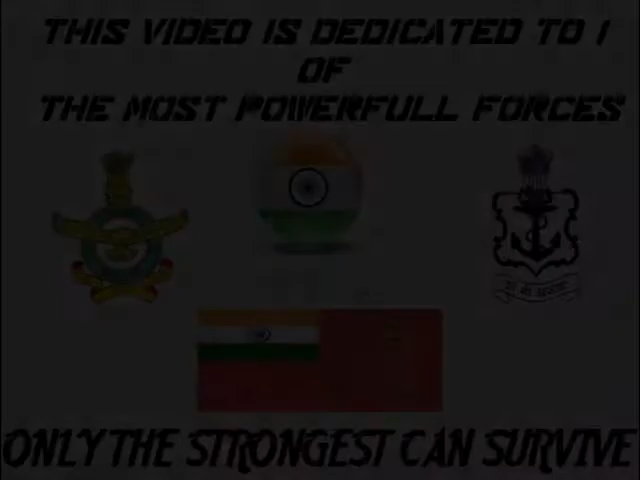 THIS VIDEO IS DEDICATED TO 1
OF
THE MOST POWERFULL FORCES
ONLY THE STRONGEST CAN SURVIVE